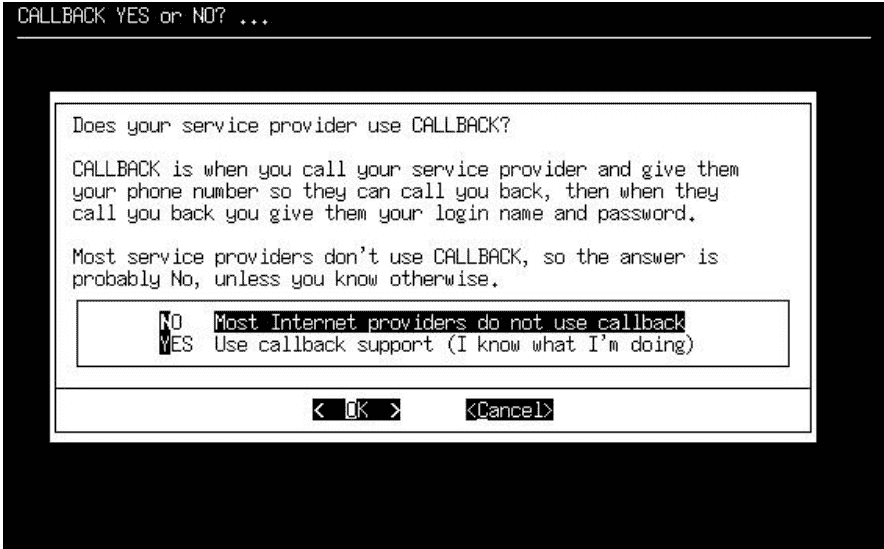 CALLBACK YES or NO? ...
Does your service provider use CALLBACK?
CALLBACK is when you call your service provider and give them
your phone number so they can call you back, then when they
call you back you give them your login name and password.
Most service providers don't use CALLBACK, so the answer is
probably No, unless you know otherwise.
NO Most Internet providers do not use callback
YES Use callback support (I know what I'm doing)
< OK > <Cancel>